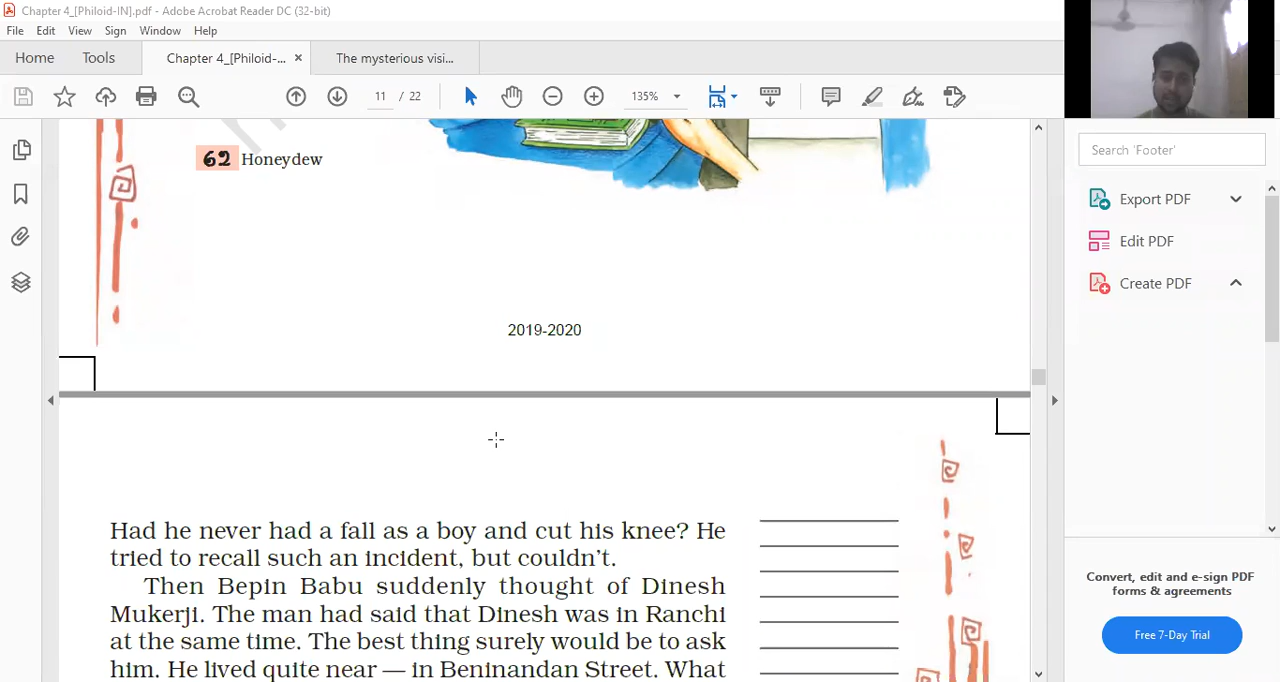 Chapter 4_[Philoid-IN].pdf - Adobe Acrobat Reader DC (32-bit)
File Edit View Sign Window Help
Home Tools Chapter 4_[Philoid-... × The mysterious visi...
11 / 22 135%
62 Honeydew
2019-2020
Had he never had a fall as a boy and cut his knee? He
tried to recall such an incident, but couldn't.
Then Bepin Babu suddenly thought of Dinesh
Mukerji. The man had said that Dinesh was in Ranchi
at the same time. The best thing surely would be to ask
him. He lived quite near — in Beninandan Street. What
Search 'Footer'
Export PDF
Edit PDF
Create PDF
Convert, edit and e-sign PDF
forms & agreements
Free 7-Day Trial